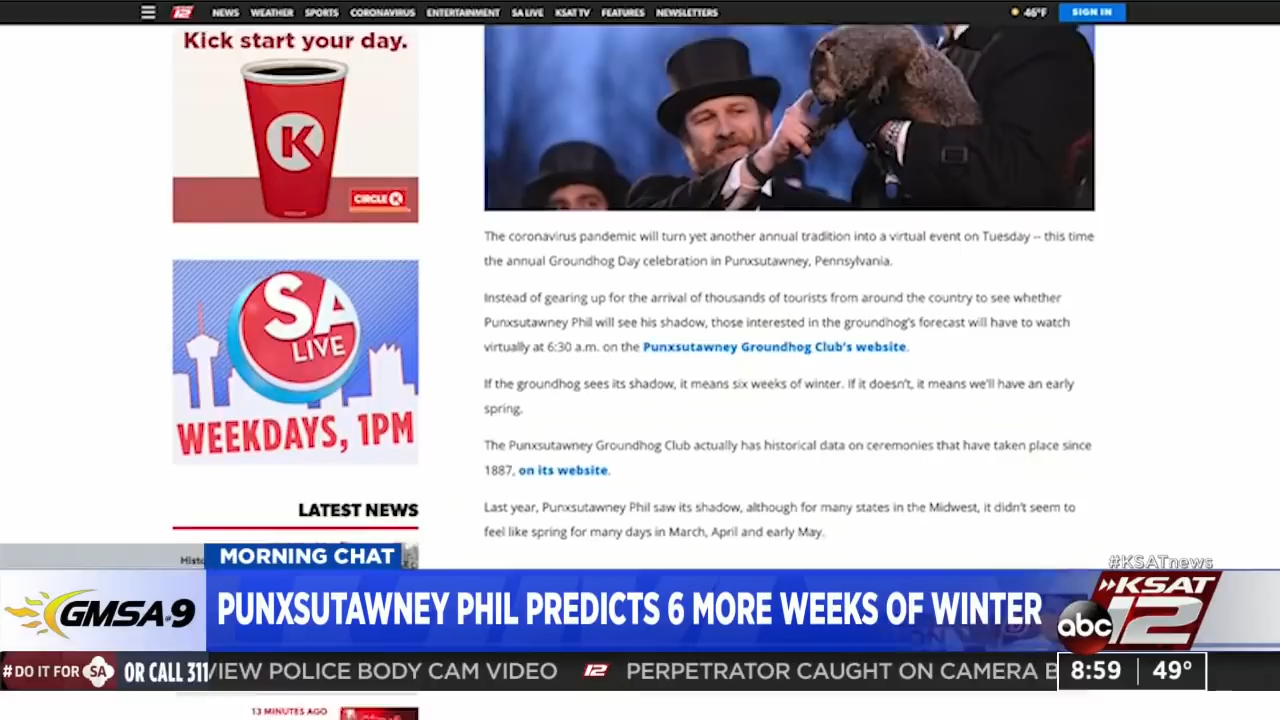 12 NEWS WEATHER SPORTS CORONAVIRUS ENTERTAINMENT SA LIVE KSAT TV FEATURES NEWSLETTERS 46°F SIGN IN
Kick start your day.
K
CIRCLE K
SA
LIVE
WEEKDAYS, 1PM
LATEST NEWS
The coronavirus pandemic will turn yet another annual tradition into a virtual event on Tuesday -- this time
the annual Groundhog Day celebration in Punxsutawney, Pennsylvania.
Instead of gearing up for the arrival of thousands of tourists from around the country to see whether
Punxsutawney Phil will see his shadow, those interested in the groundhog's forecast will have to watch
virtually at 6:30 a.m. on the Punxsutawney Groundhog Club's website.
If the groundhog sees its shadow, it means six weeks of winter. If it doesn't, it means we'll have an early
spring.
The Punxsutawney Groundhog Club actually has historical data on ceremonies that have taken place since
1887, on its website.
Last year, Punxsutawney Phil saw its shadow, although for many states in the Midwest, it didn't seem to
feel like spring for many days in March, April and early May.
MORNING CHAT
#KSATnews
GMSA@9
PUNXSUTAWNEY PHIL PREDICTS 6 MORE WEEKS OF WINTER
abc KSAT 12
#DO IT FOR SA OR CALL 311 VIEW POLICE BODY CAM VIDEO 12 PERPETRATOR CAUGHT ON CAMERA B
8:59 49°
13 MINUTES AGO